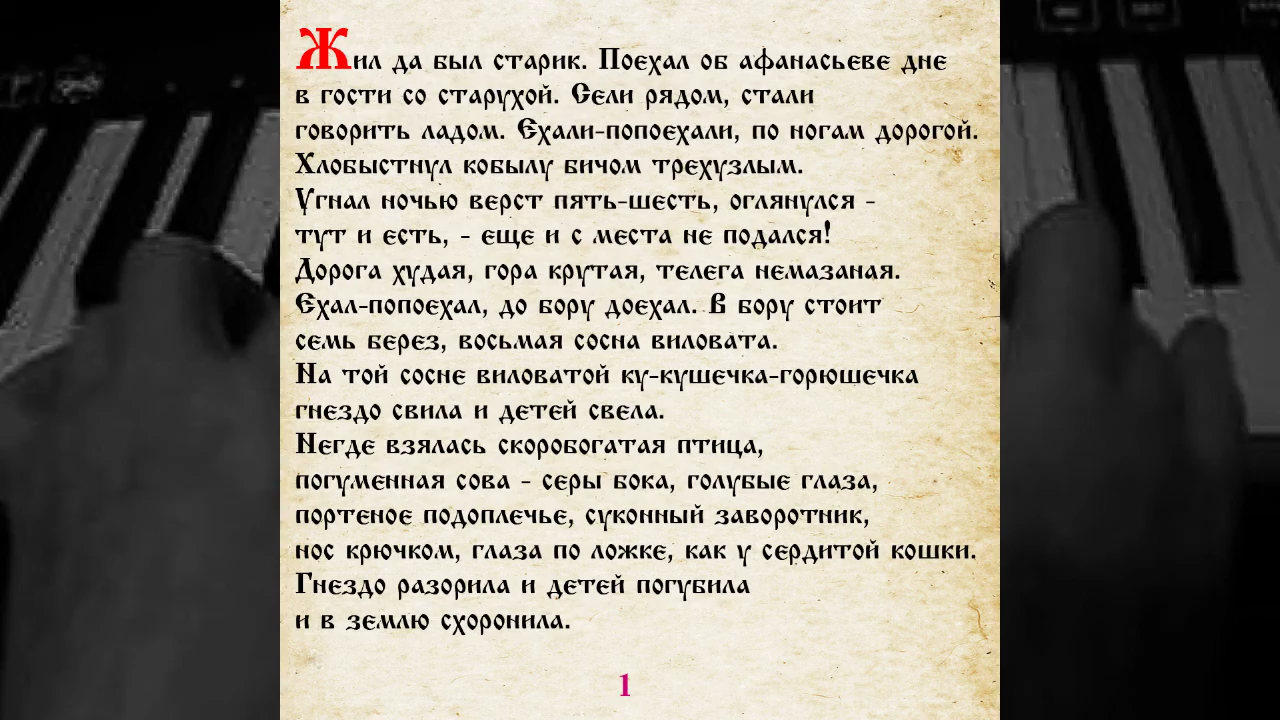 Жил да был старик. Поехал об афанасьеве дне
в гости со старухой. Сели рядом, стали
говорить ладом. Ехали-попоехали, по ногам дорогой.
Хлобыстнул кобылу бичом трехузлым.
Угнал ночью верст пять-шесть, оглянулся -
тут и есть, - еще и с места не подался!
Дорога худая, гора крутая, телега немазаная.
Ехал-попоехал, до бору доехал. В бору стоит
семь берез, восьмая сосна виловата.
На той сосне виловатой ку-кушечка-горюшечка
гнездо свила и детей свела.
Негде взялась скоробогатая птица,
погуменная сова - серы бока, голубые глаза,
портеное подоплечье, суконный заворотник,
нос крючком, глаза по ложке, как у сердитой кошки.
Гнездо разорила и детей погубила
и в землю схоронила.
1